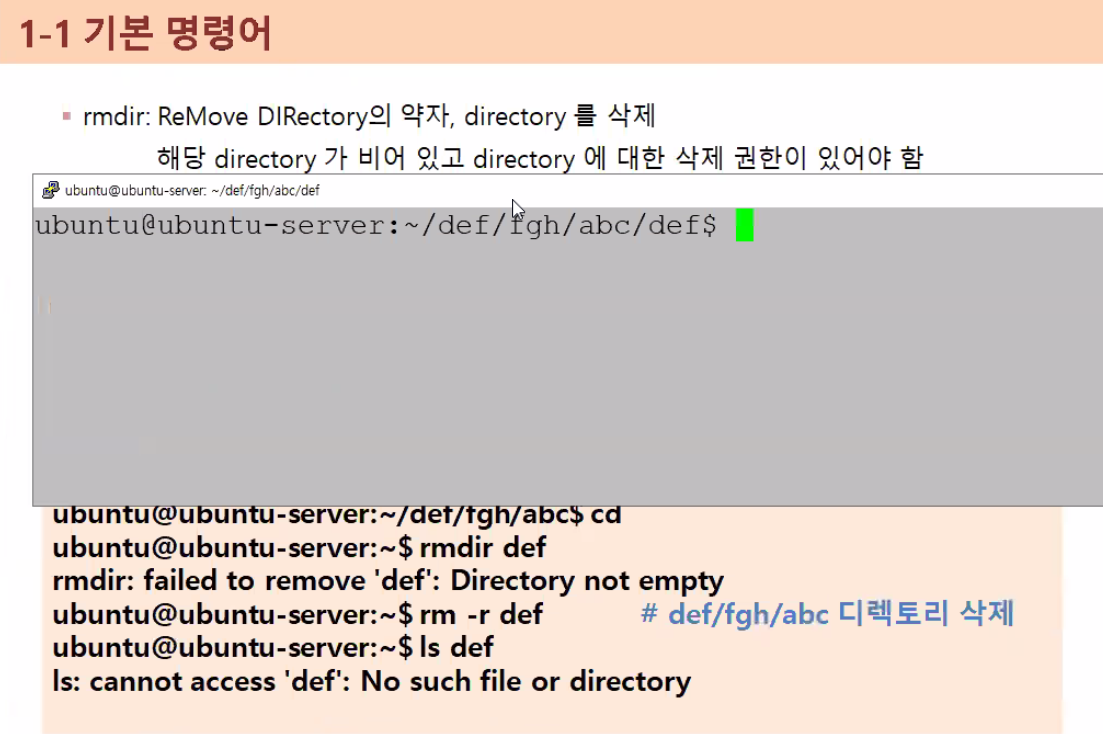 1-1 기본 명령어
rmdir: ReMove DIRectory의 약자, directory 를 삭제
해당 directory 가 비어 있고 directory 에 대한 삭제 권한이 있어야 함
ubuntu@ubuntu-server: ~/def/fgh/abc/def
ubuntu@ubuntu-server:~/def/fgh/abc/def$
ubuntu@ubuntu-server:~/def/fgh/abc$ cd
ubuntu@ubuntu-server:~$ rmdir def
rmdir: failed to remove 'def': Directory not empty
ubuntu@ubuntu-server:~$ rm -r def # def/fgh/abc 디렉토리 삭제
ubuntu@ubuntu-server:~$ ls def
ls: cannot access 'def': No such file or directory